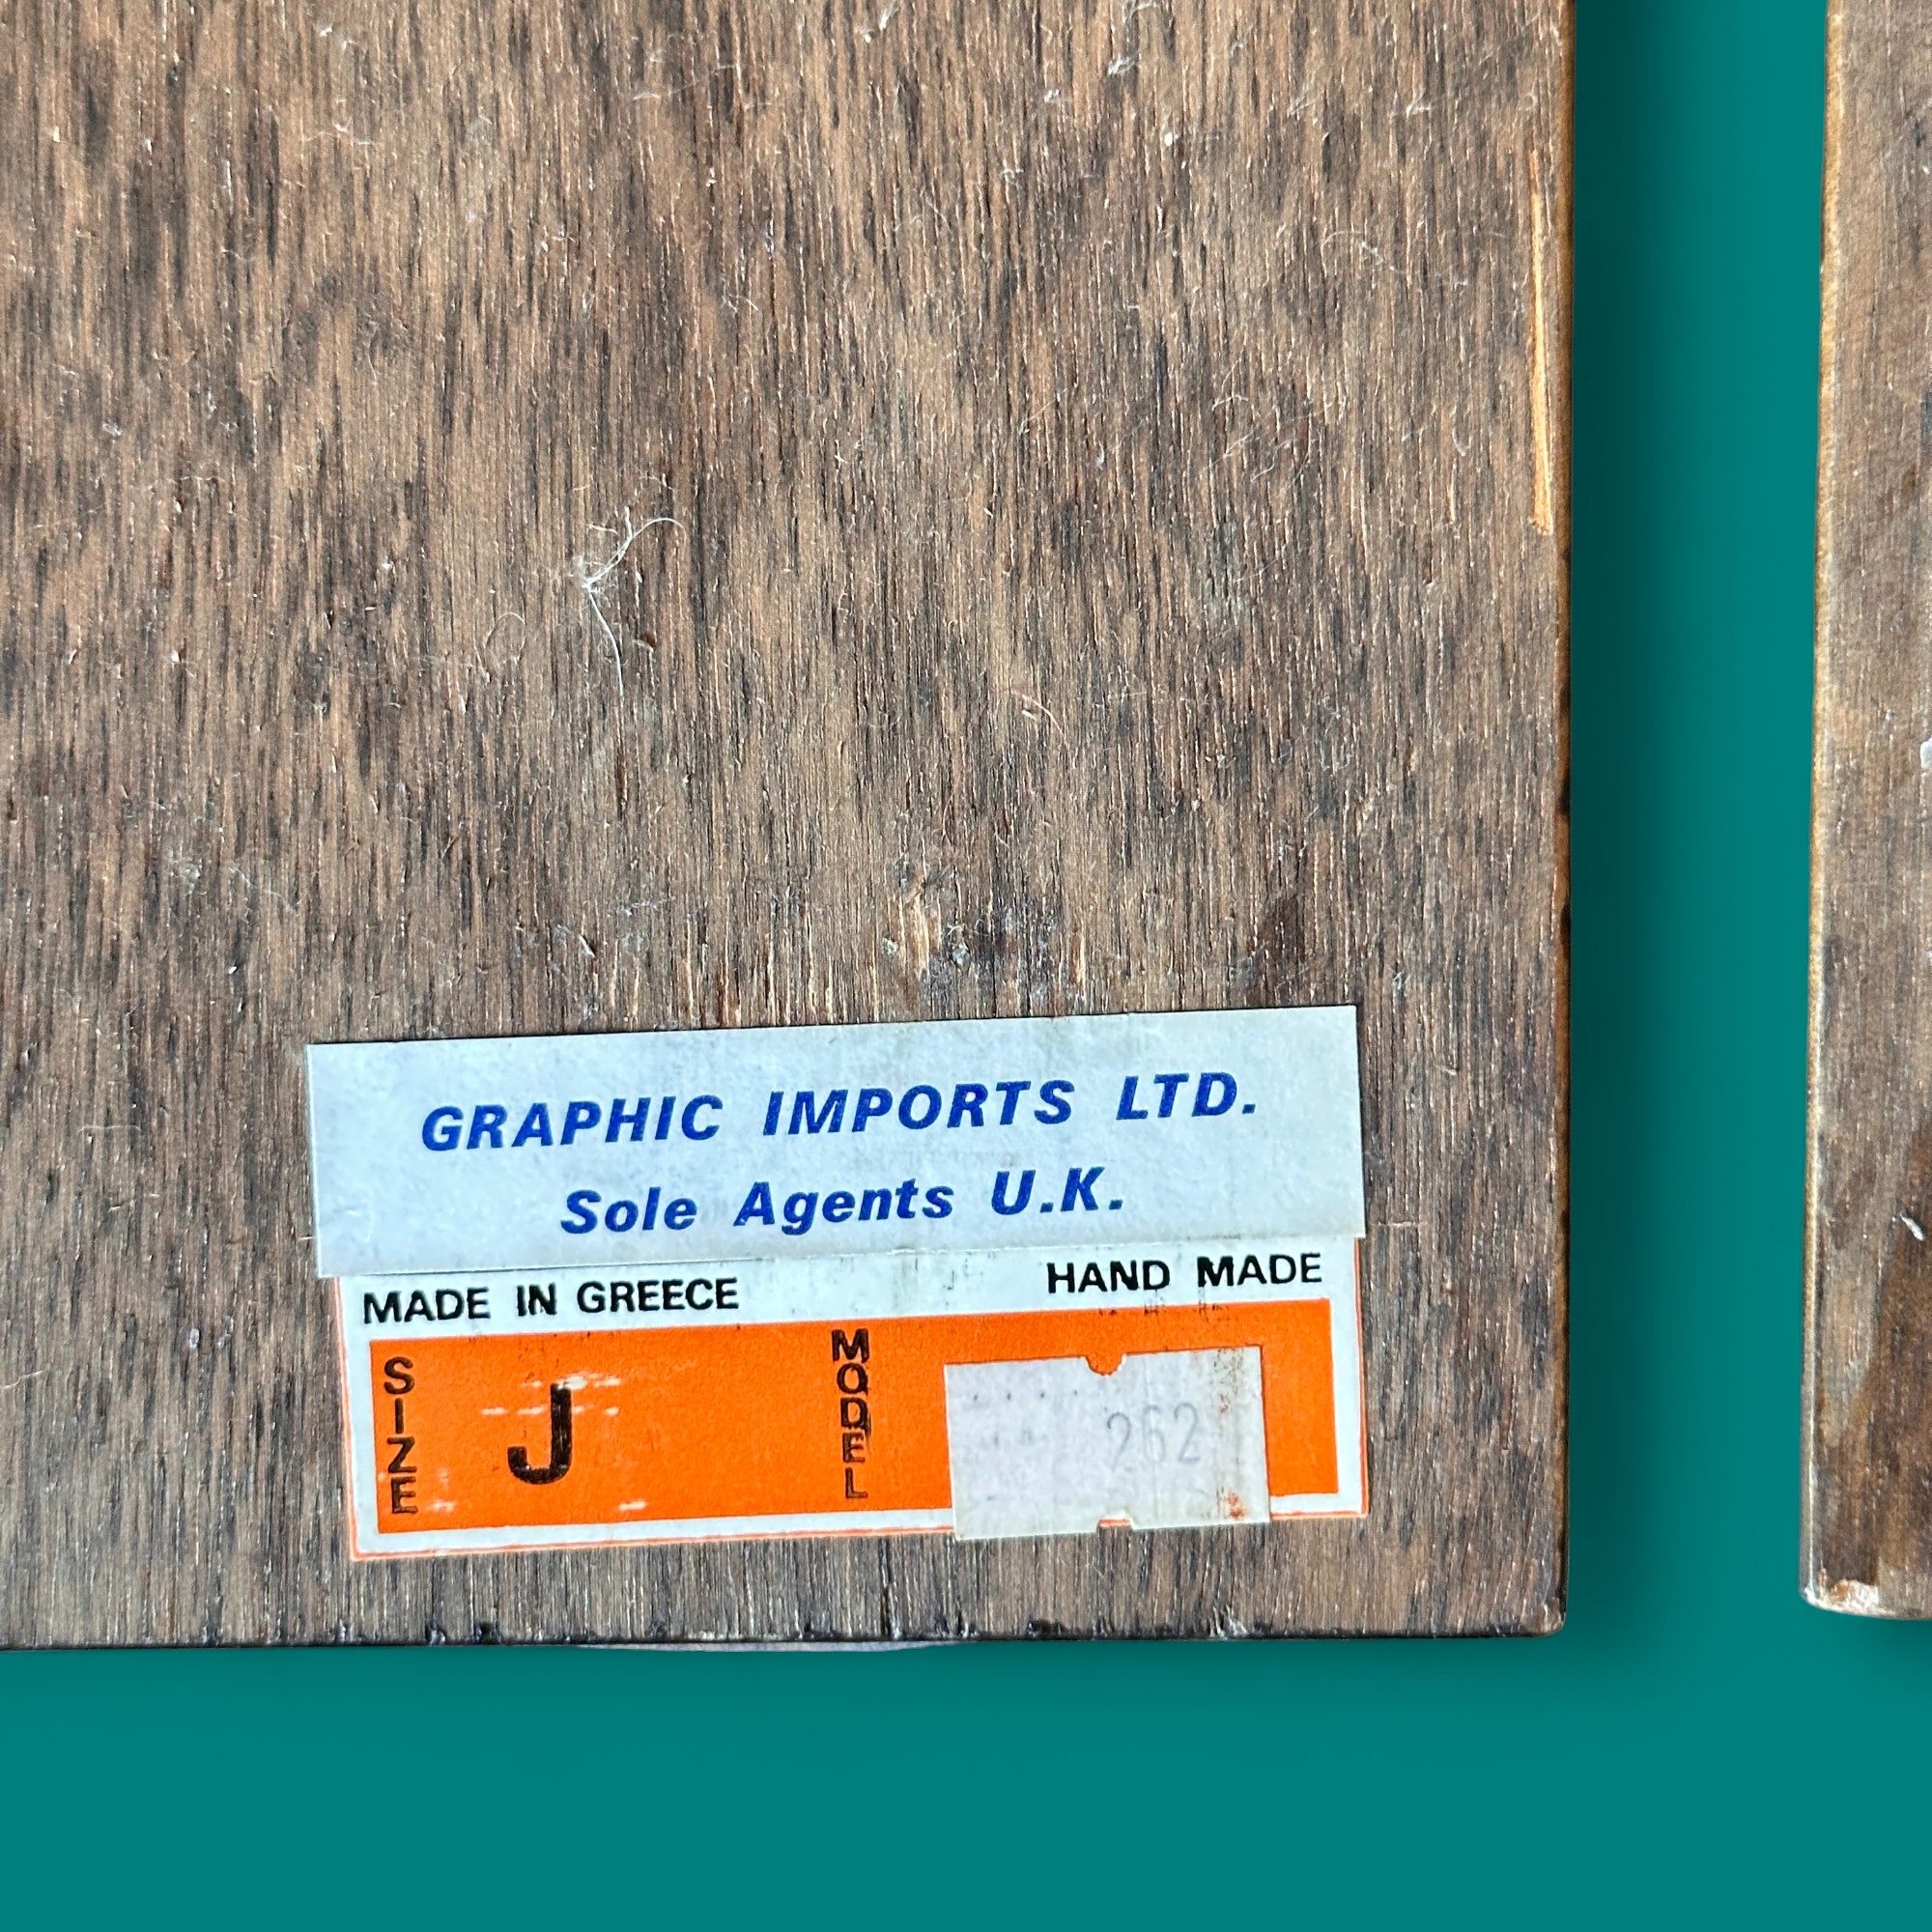 GRAPHIC IMPORTS LTD.
Sole Agents U.K.
MADE IN GREECE HAND MADE
SIZE J MODEL 262